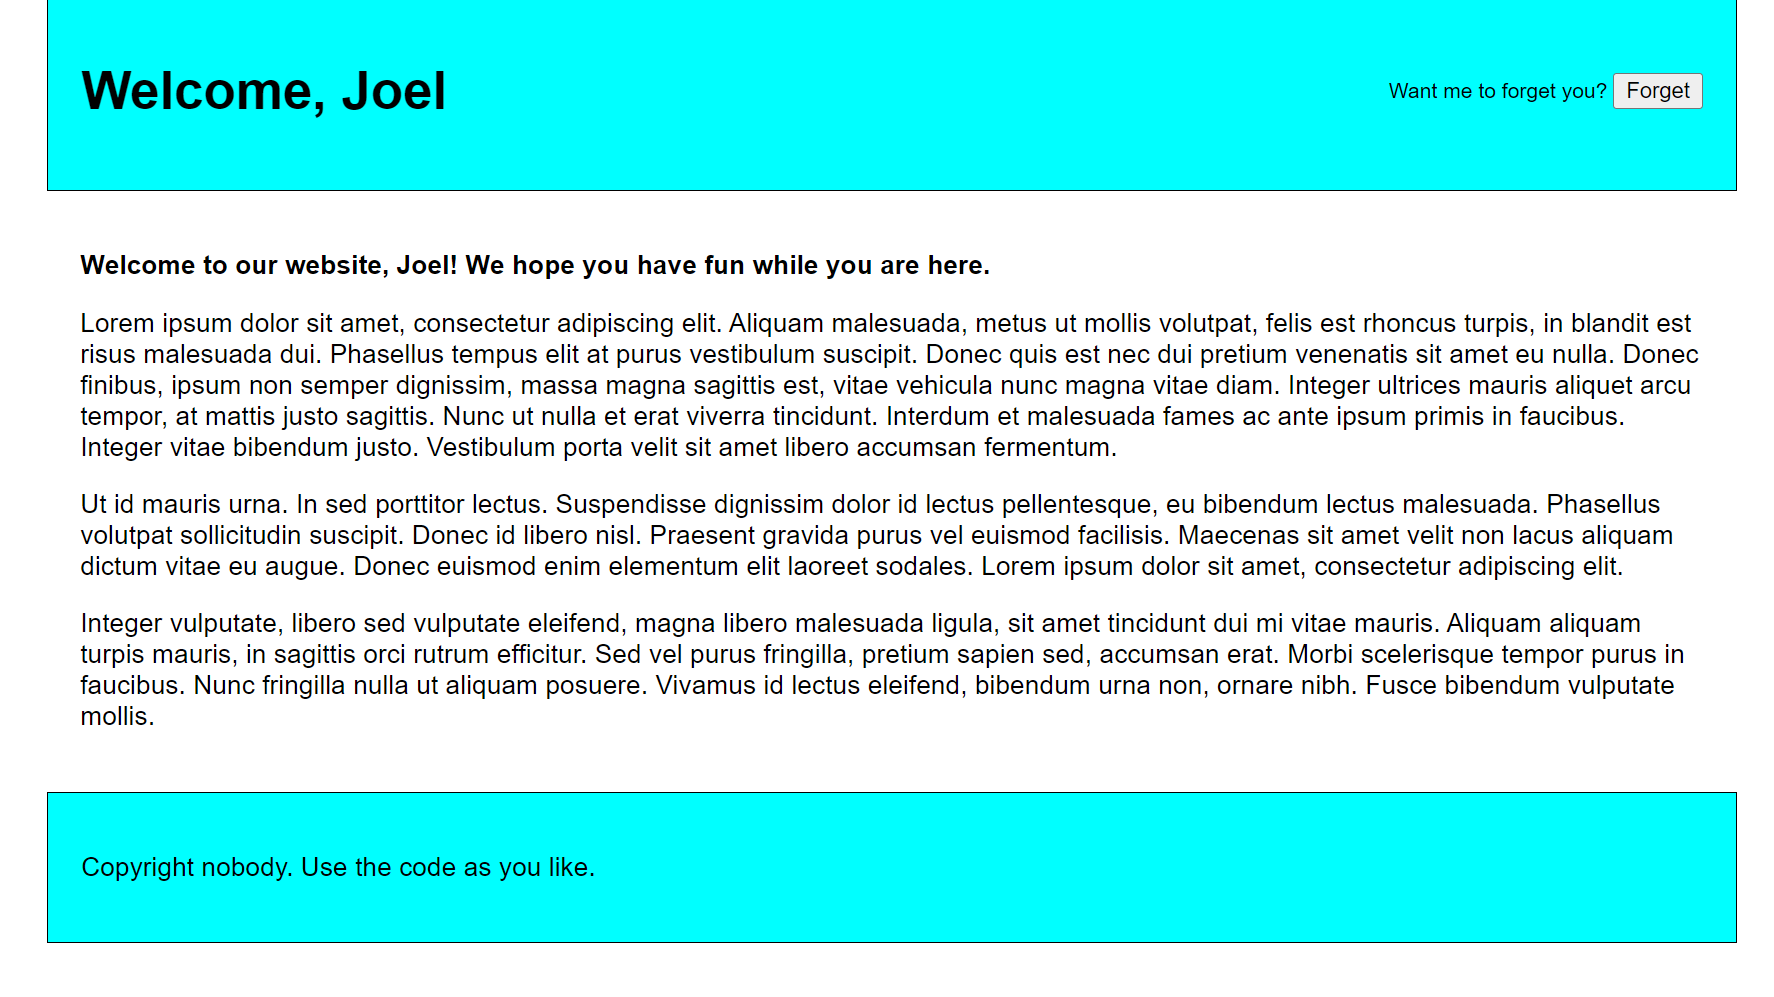 Welcome, Joel
Want me to forget you? Forget
Welcome to our website, Joel! We hope you have fun while you are here.
Lorem ipsum dolor sit amet, consectetur adipiscing elit. Aliquam malesuada, metus ut mollis volutpat, felis est rhoncus turpis, in blandit est
risus malesuada dui. Phasellus tempus elit at purus vestibulum suscipit. Donec quis est nec dui pretium venenatis sit amet eu nulla. Donec
finibus, ipsum non semper dignissim, massa magna sagittis est, vitae vehicula nunc magna vitae diam. Integer ultrices mauris aliquet arcu
tempor, at mattis justo sagittis. Nunc ut nulla et erat viverra tincidunt. Interdum et malesuada fames ac ante ipsum primis in faucibus.
Integer vitae bibendum justo. Vestibulum porta velit sit amet libero accumsan fermentum.
Ut id mauris urna. In sed porttitor lectus. Suspendisse dignissim dolor id lectus pellentesque, eu bibendum lectus malesuada. Phasellus
volutpat sollicitudin suscipit. Donec id libero nisl. Praesent gravida purus vel euismod facilisis. Maecenas sit amet velit non lacus aliquam
dictum vitae eu augue. Donec euismod enim elementum elit laoreet sodales. Lorem ipsum dolor sit amet, consectetur adipiscing elit.
Integer vulputate, libero sed vulputate eleifend, magna libero malesuada ligula, sit amet tincidunt dui mi vitae mauris. Aliquam aliquam
turpis mauris, in sagittis orci rutrum efficitur. Sed vel purus fringilla, pretium sapien sed, accumsan erat. Morbi scelerisque tempor purus in
faucibus. Nunc fringilla nulla ut aliquam posuere. Vivamus id lectus eleifend, bibendum urna non, ornare nibh. Fusce bibendum vulputate
mollis.
Copyright nobody. Use the code as you like.